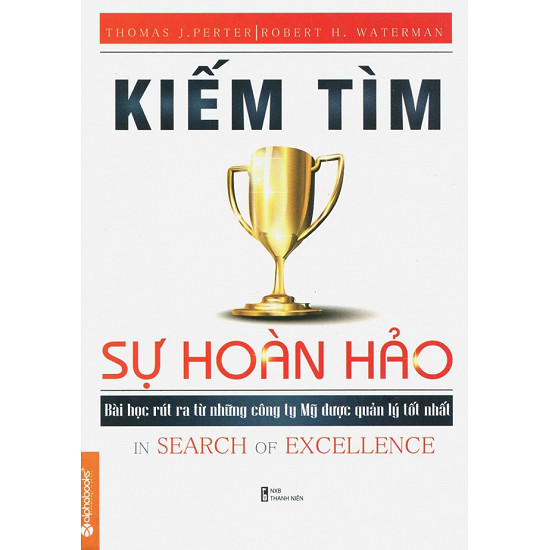 THOMAS J.PERTER|ROBERT H. WATERMAN
KIẾM TÌM
SỰ HOÀN HẢO
Bài học rút ra từ những công ty Mỹ được quản lý tốt nhất
IN SEARCH OF EXCELLENCE
NXB
THANH NIÊN
alphabooks